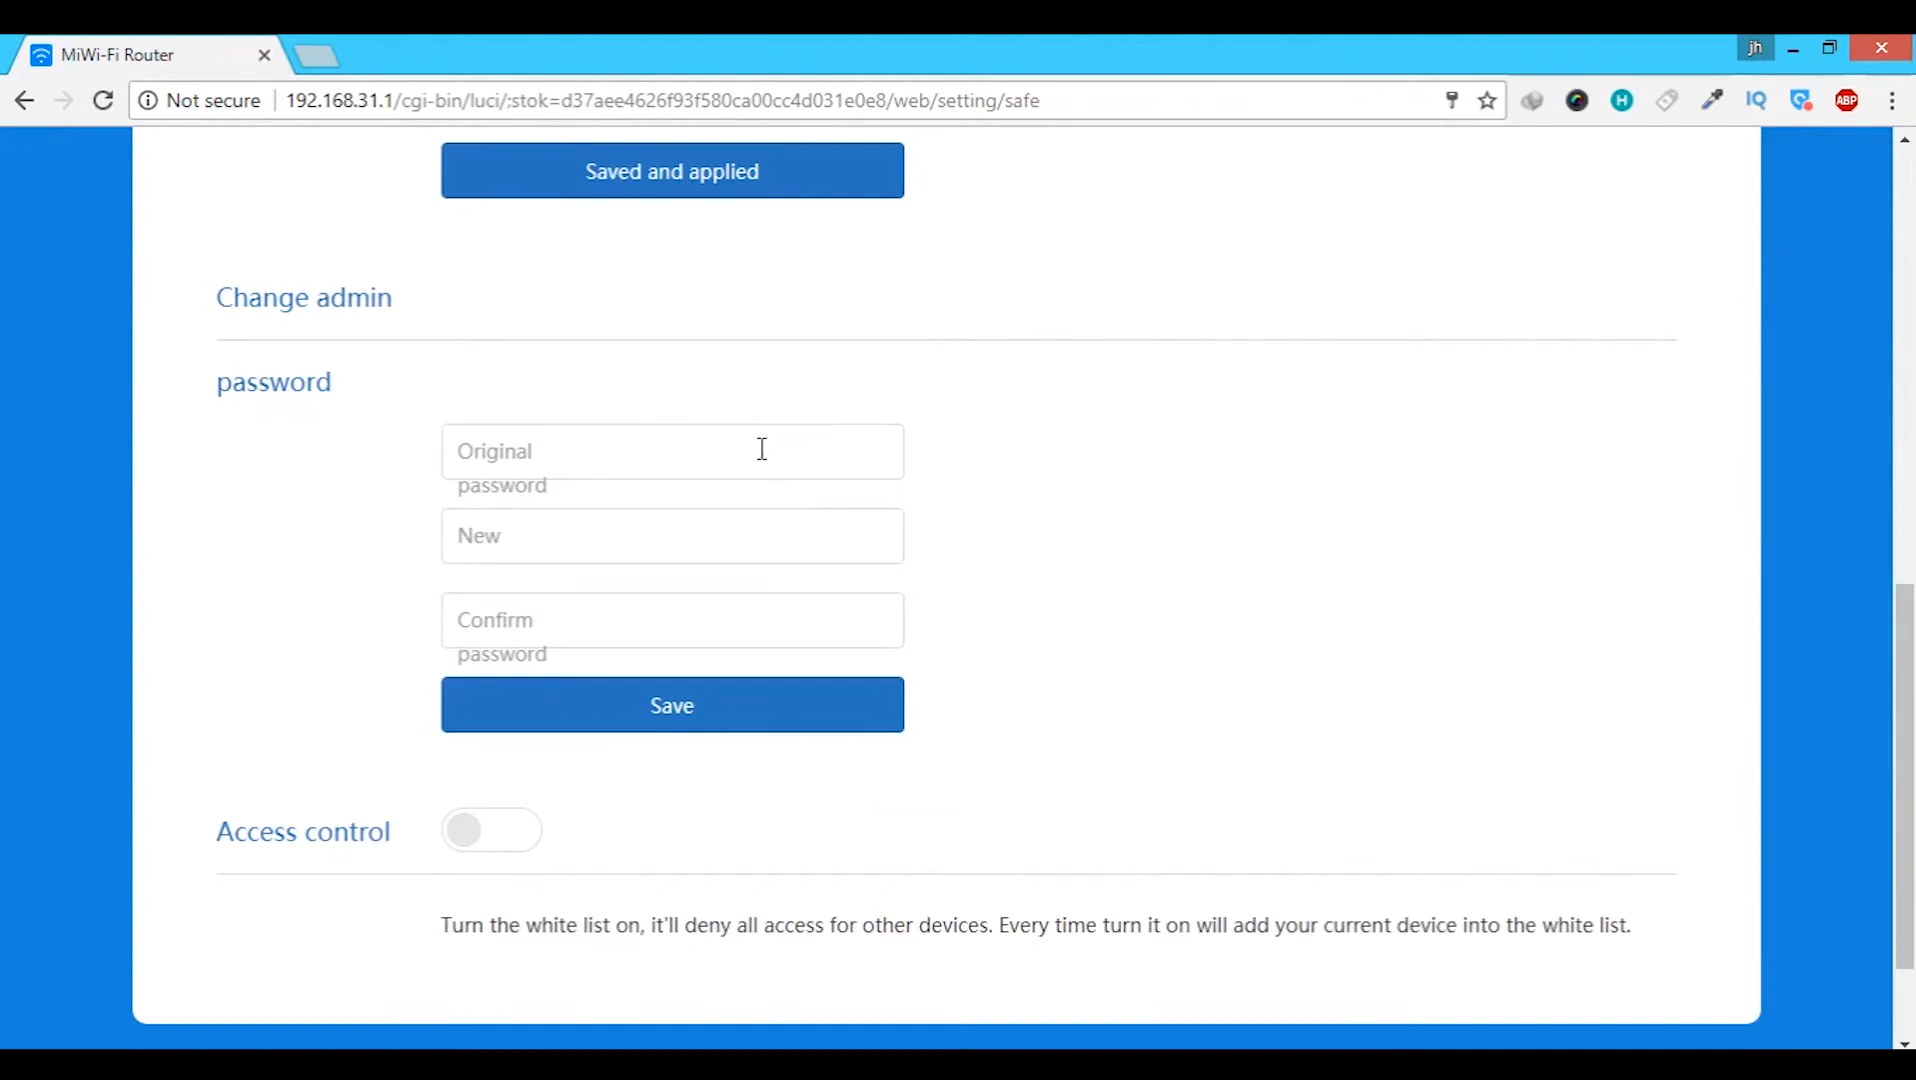 MiWi-Fi Router
jh
Not secure
192.168.31.1/cgi-bin/luci/;stok=d37aee4626f93f580ca00cc4d031e0e8/web/setting/safe
H
IQ
ABP
Saved and applied
Change admin
password
Original
password
New
Confirm
password
Save
Access control
Turn the white list on, it'll deny all access for other devices. Every time turn it on will add your current device into the white list.